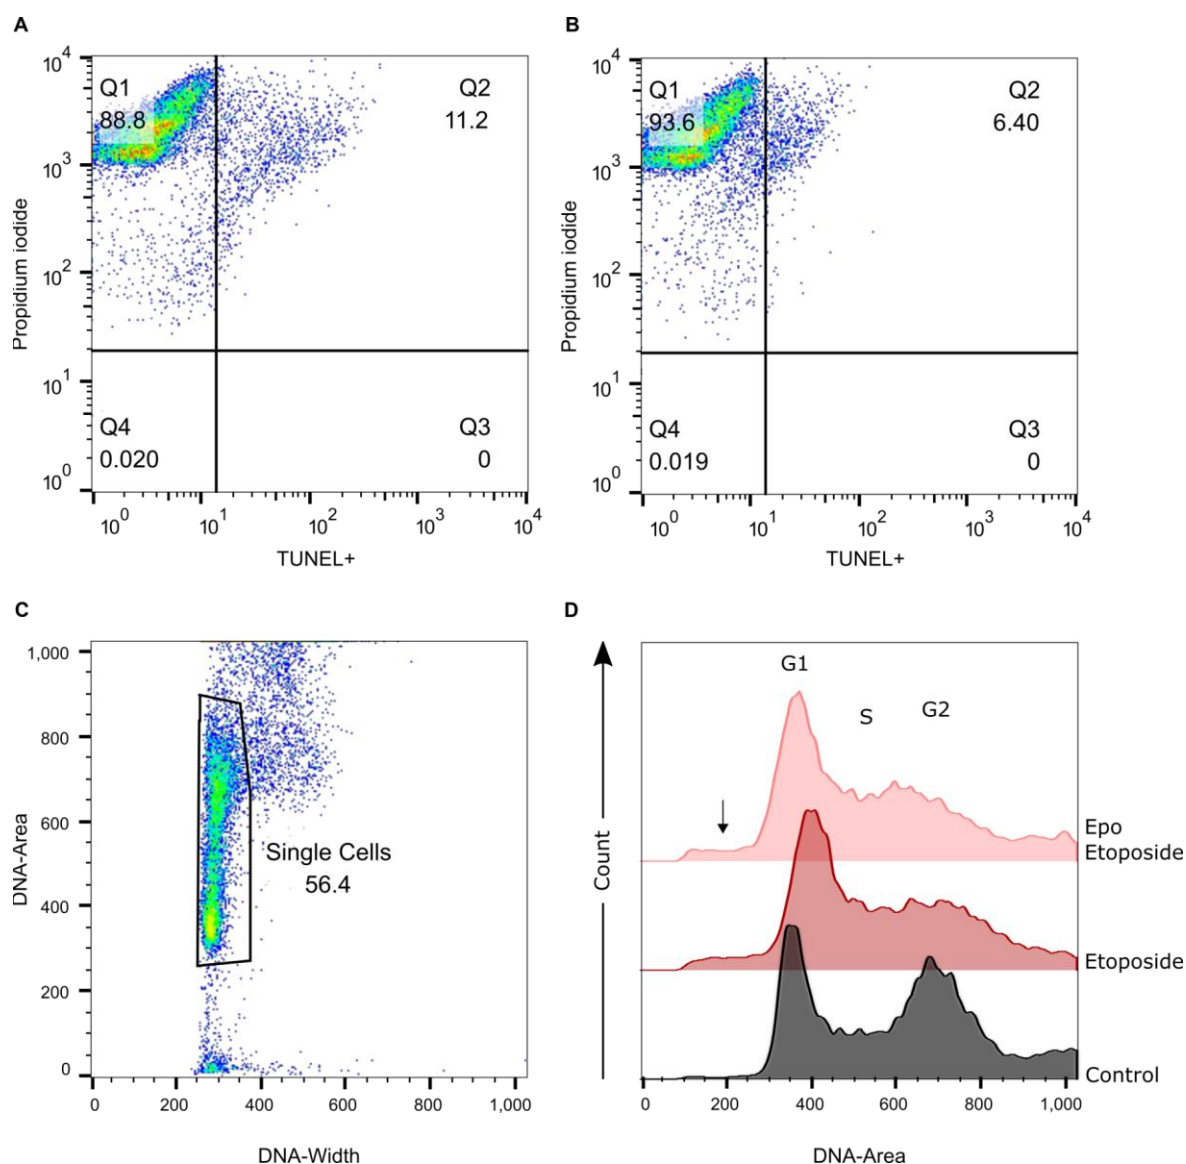 A
Propidium iodide
10^4
10^3
10^2
10^1
10^0
Q1
88.8
Q2
11.2
Q4
0.020
Q3
0
10^0
10^1
10^2
10^3
10^4
TUNEL+
B
Propidium iodide
10^4
10^3
10^2
10^1
10^0
Q1
93.6
Q2
6.40
Q4
0.019
Q3
0
10^0
10^1
10^2
10^3
10^4
TUNEL+
C
DNA-Area
1,000
800
600
400
200
0
Single Cells
56.4
0
200
400
600
800
1,000
DNA-Width
D
Count
G1
S
G2
Epo
Etoposide
Etoposide
Control
0
200
400
600
800
1,000
DNA-Area